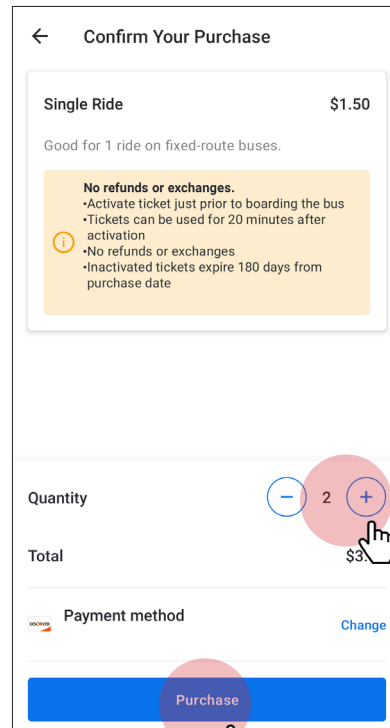 Confirm Your Purchase
Single Ride $1.50
Good for 1 ride on fixed-route buses.
No refunds or exchanges.
•Activate ticket just prior to boarding the bus
•Tickets can be used for 20 minutes after
activation
•No refunds or exchanges
•Inactivated tickets expire 180 days from
purchase date
Quantity 2
Total $3.
DISCOVER Payment method Change
Purchase